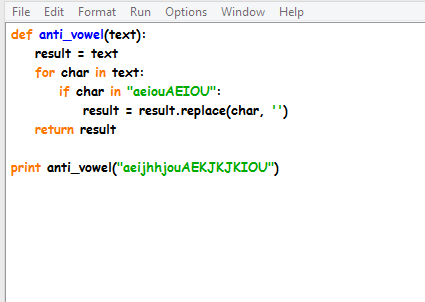 File Edit Format Run Options Window Help
def anti_vowel(text):
    result = text
    for char in text:
        if char in "aeiouAEIOU":
            result = result.replace(char, '')
    return result

print anti_vowel("aeijhhjouAEKJKJKIOU")